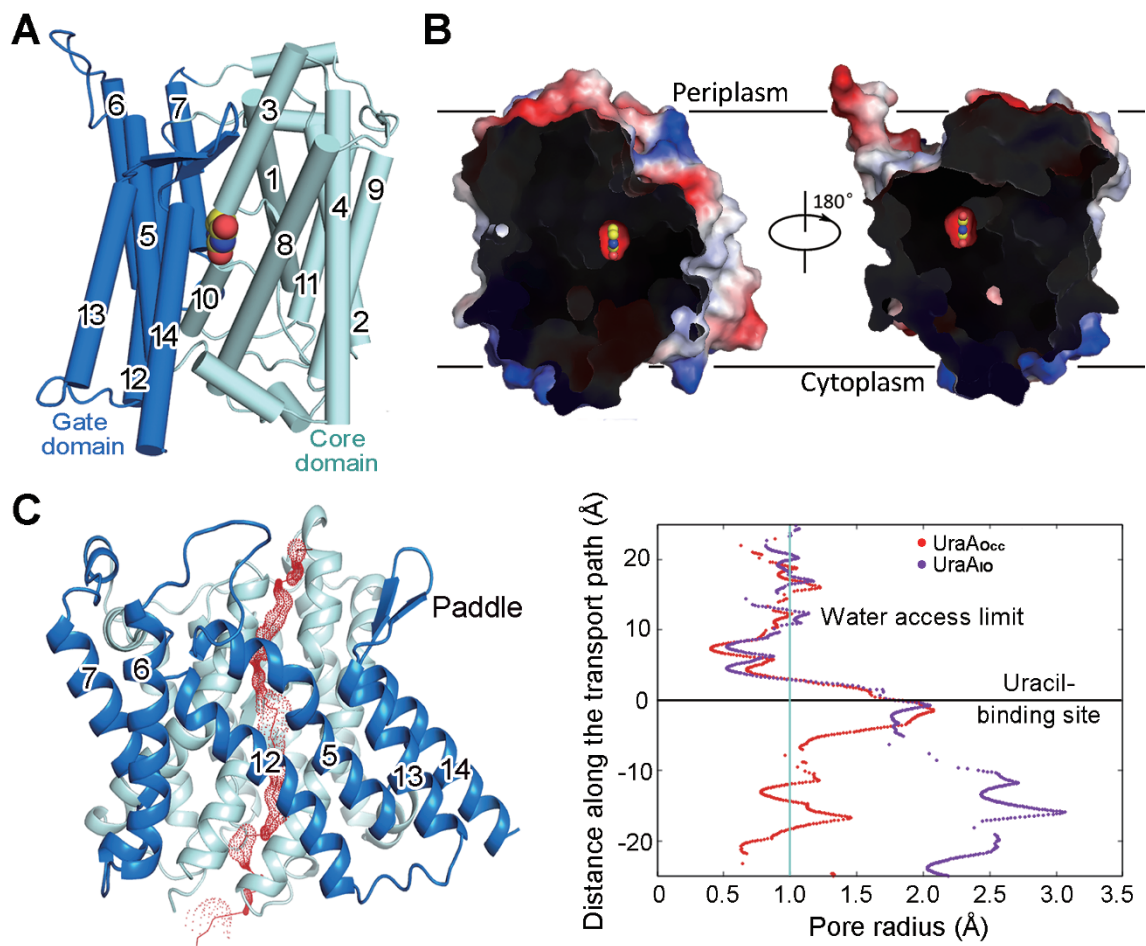 A
6
7
3
1
4
9
5
8
10
11
13
14
2
12
Gate
domain
Core
domain
B
Periplasm
180°
Cytoplasm
C
7
6
Paddle
12
5
13
14
Distance along the transport path (Å)
20
10
0
-10
-20
UraAOcc
UraAIO
Water access limit
Uracil-
binding site
0
0.5
1.0
1.5
2.0
2.5
3.0
3.5
Pore radius (Å)